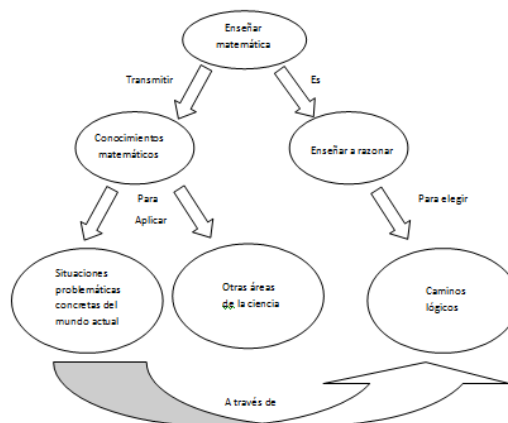 Enseñar
matemática
Transmitir
Es
Conocimientos
matemáticos
Enseñar a razonar
Para
Aplicar
Para elegir
Situaciones
problemáticas
concretas del
mundo actual
Otras áreas
de la ciencia
Caminos
lógicos
A través de